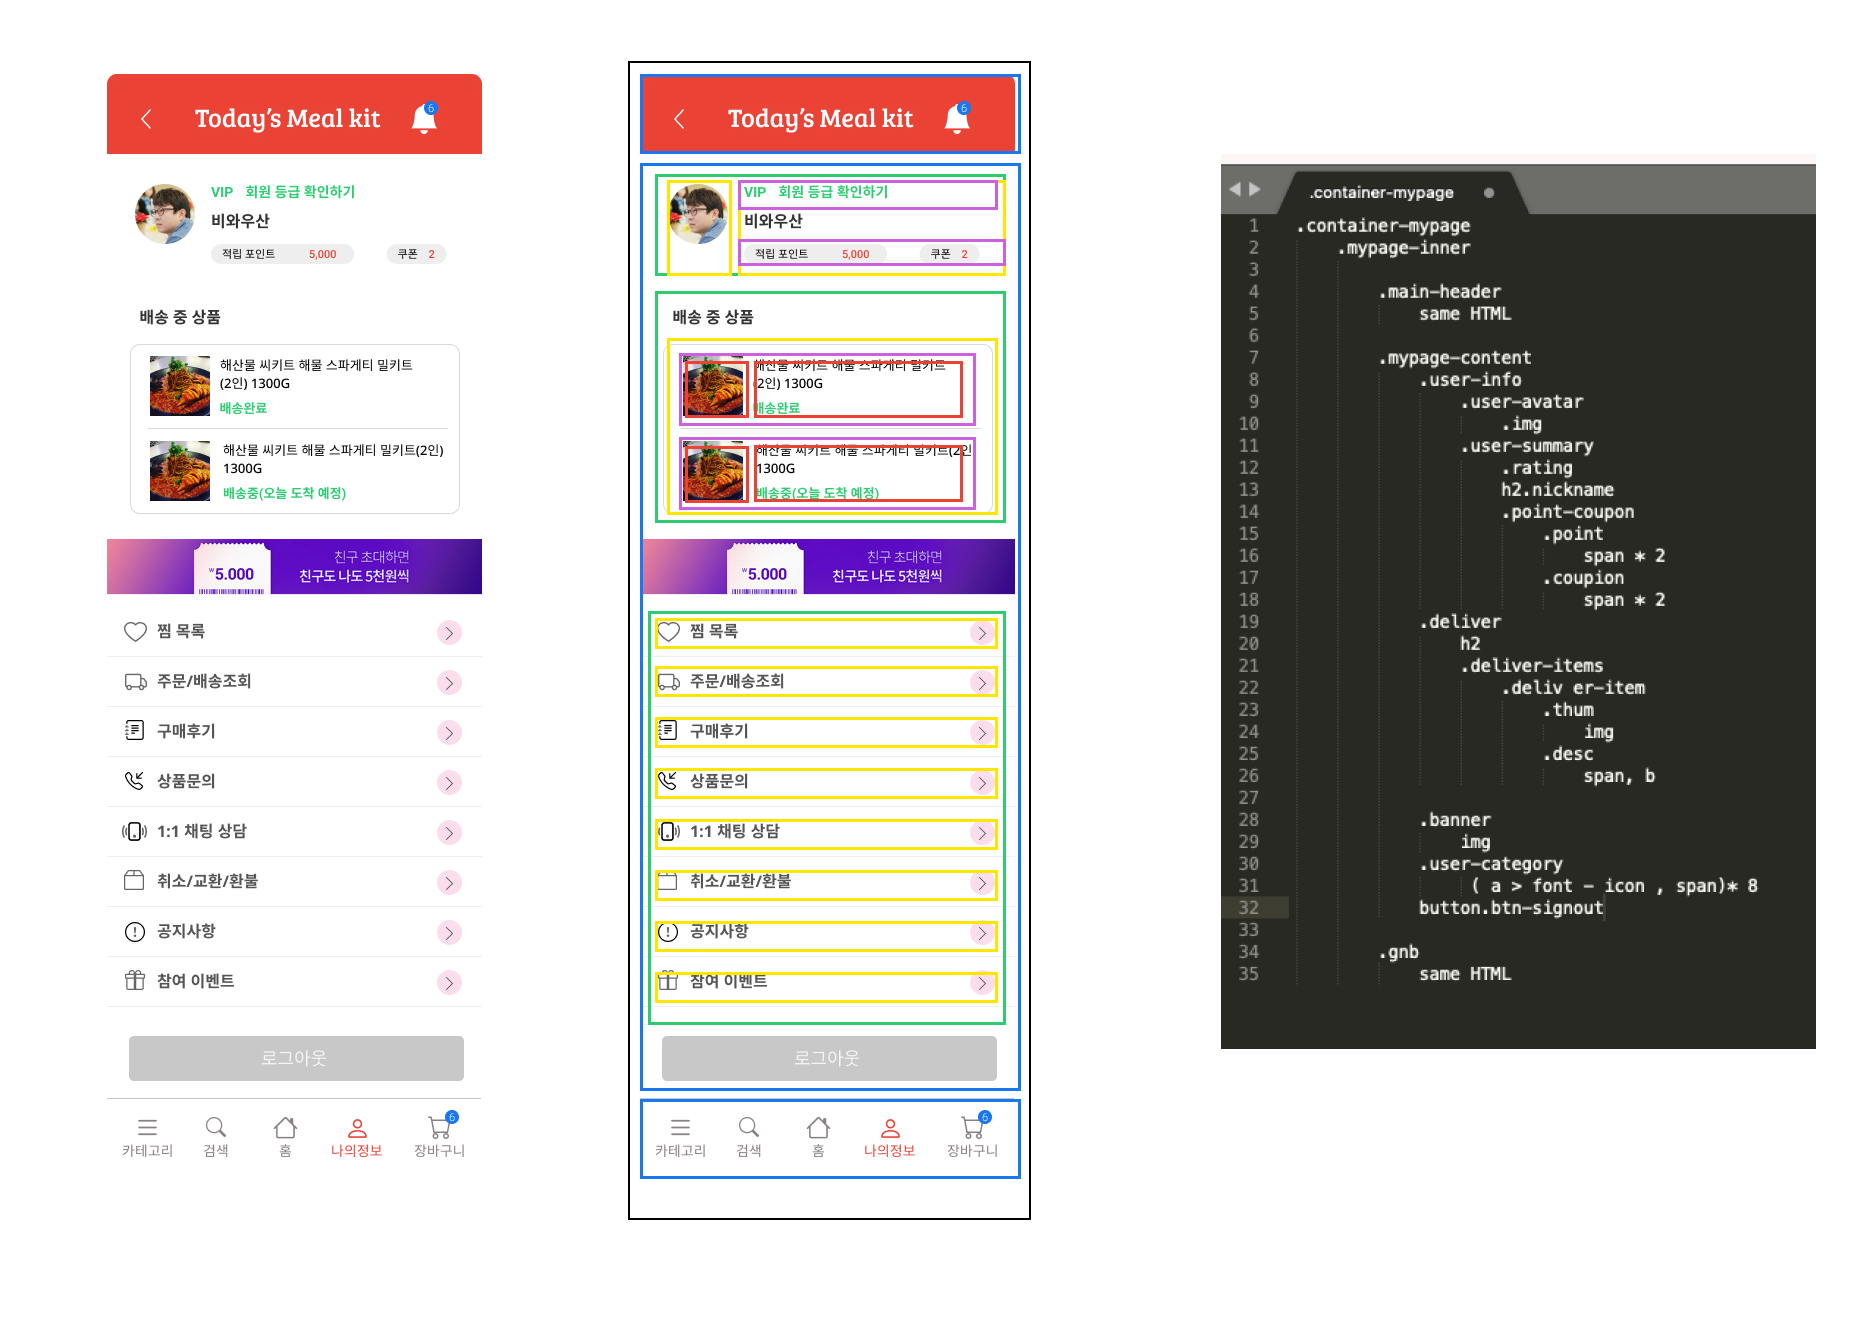 Today's Meal kit
6
VIP 회원 등급 확인하기
비와우산
적립 포인트 5,000 쿠폰 2
배송 중 상품
해산물 씨키트 해물 스파게티 밀키트
(2인) 1300G
배송완료
해산물 씨키트 해물 스파게티 밀키트(2인)
1300G
배송중(오늘 도착 예정)
친구 초대하면
₩5.000 친구도 나도 5천원씩
찜 목록
주문/배송조회
구매후기
상품문의
1:1 채팅 상담
취소/교환/환불
공지사항
참여 이벤트
로그아웃
6
카테고리 검색 홈 나의정보 장바구니
Today's Meal kit
6
VIP 회원 등급 확인하기
비와우산
적립 포인트 5,000 쿠폰 2
배송 중 상품
해산물 씨키트 해물 스파게티 밀키트
(2인) 1300G
배송완료
해산물 씨키트 해물 스파게티 밀키트(2인
1300G
배송중(오늘 도착 예정)
친구 초대하면
₩5.000 친구도 나도 5천원씩
찜 목록
주문/배송조회
구매후기
상품문의
1:1 채팅 상담
취소/교환/환불
공지사항
참여 이벤트
로그아웃
6
카테고리 검색 홈 나의정보 장바구니
.container-mypage
1 .container-mypage
2 .mypage-inner
3
4 .main-header
5 same HTML
6
7 .mypage-content
8 .user-info
9 .user-avatar
10 .img
11 .user-summary
12 .rating
13 h2.nickname
14 .point-coupon
15 .point
16 span * 2
17 .coupion
18 span * 2
19 .deliver
20 h2
21 .deliver-items
22 .deliv er-item
23 .thum
24 img
25 .desc
26 span, b
27
28 .banner
29 img
30 .user-category
31 ( a > font - icon , span)* 8
32 button.btn-signout
33
34 .gnb
35 same HTML